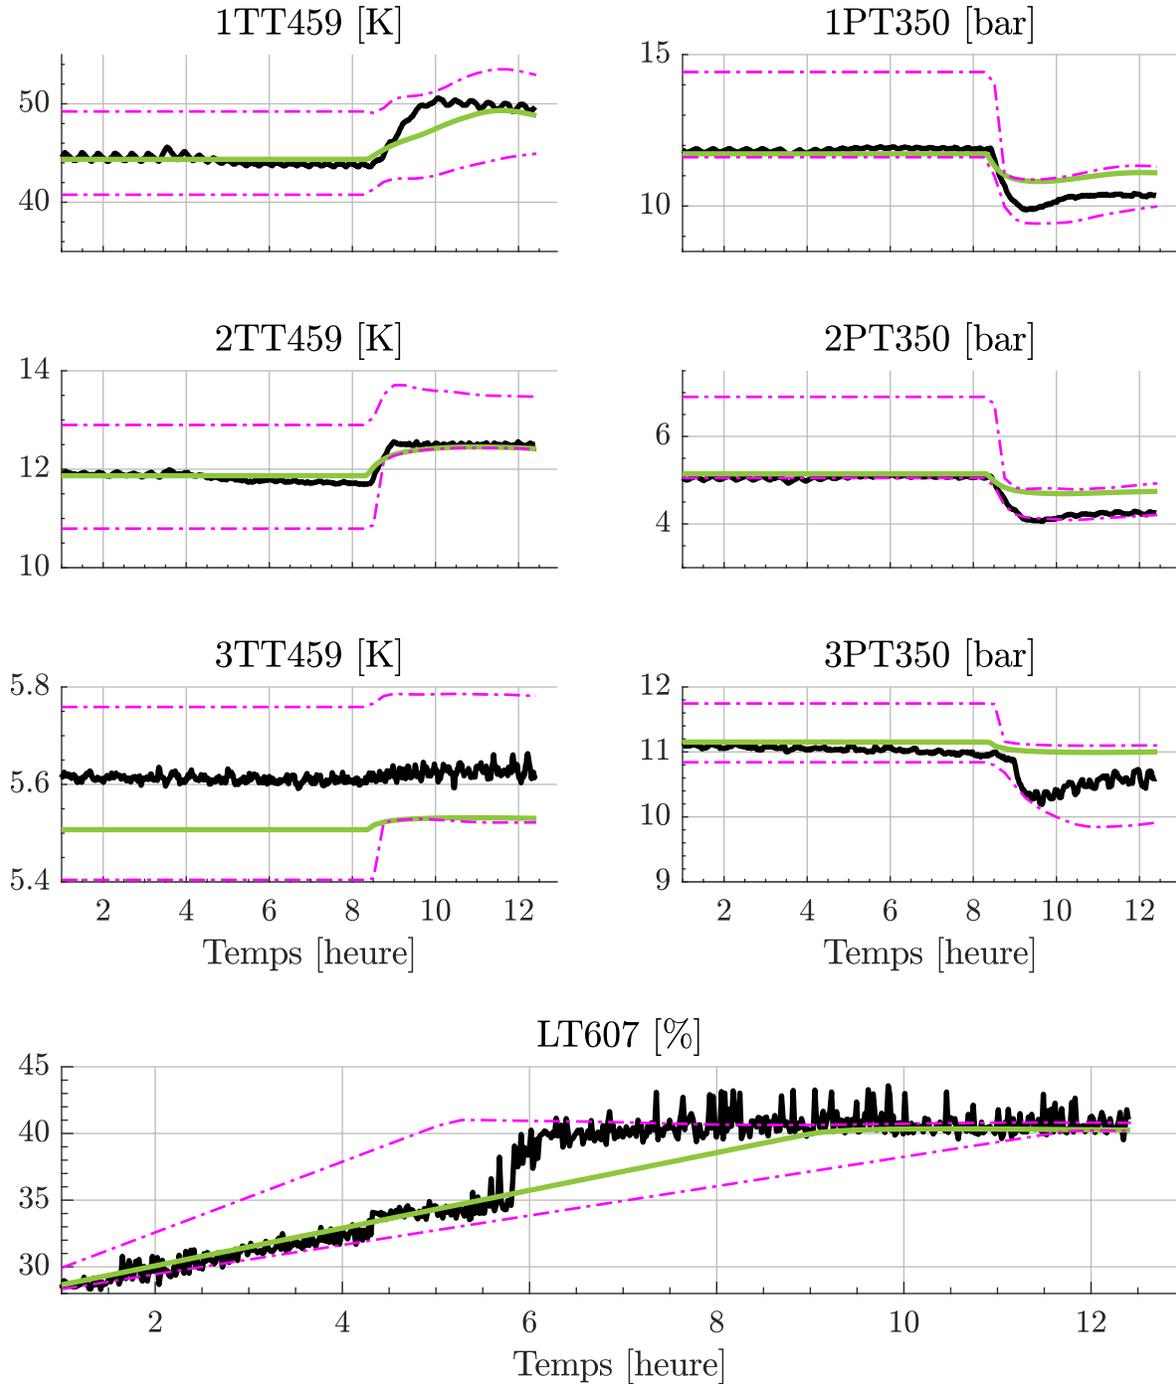 1TT459 [K]
1PT350 [bar]
50
40
15
10
2TT459 [K]
2PT350 [bar]
14
12
10
6
4
3TT459 [K]
3PT350 [bar]
5.8
5.6
5.4
12
11
10
9
2 4 6 8 10 12
2 4 6 8 10 12
Temps [heure]
Temps [heure]
LT607 [%]
45
40
35
30
2 4 6 8 10 12
Temps [heure]